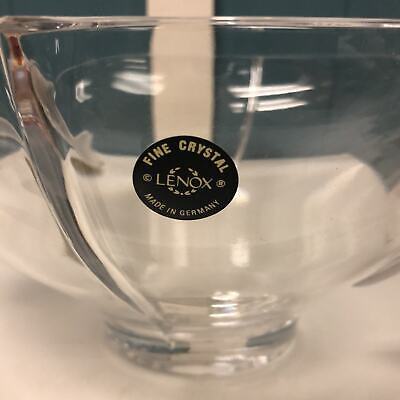 FINE CRYSTAL
© LENOX ®
MADE IN GERMANY